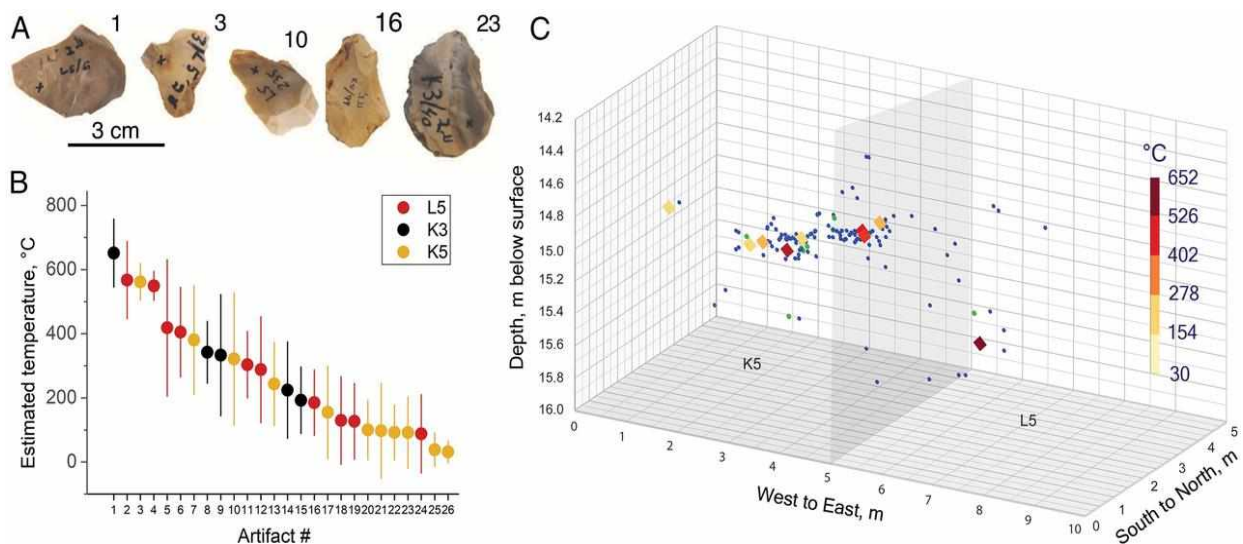 A
1
3
10
16
23
3 cm
B
Estimated temperature, °C
800
600
400
200
0
L5
K3
K5
1 2 3 4 5 6 7 8 9 10 11 12 13 14 15 16 17 18 19 20 21 22 23 24 25 26
Artifact #
C
Depth, m below surface
14.2
14.4
14.6
14.8
15.0
15.2
15.4
15.6
15.8
16.0
K5
L5
0 1 2 3 4 5 6 7 8 9 10
West to East, m
0 1 2 3 4 5
South to North, m
°C
652
526
402
278
154
30